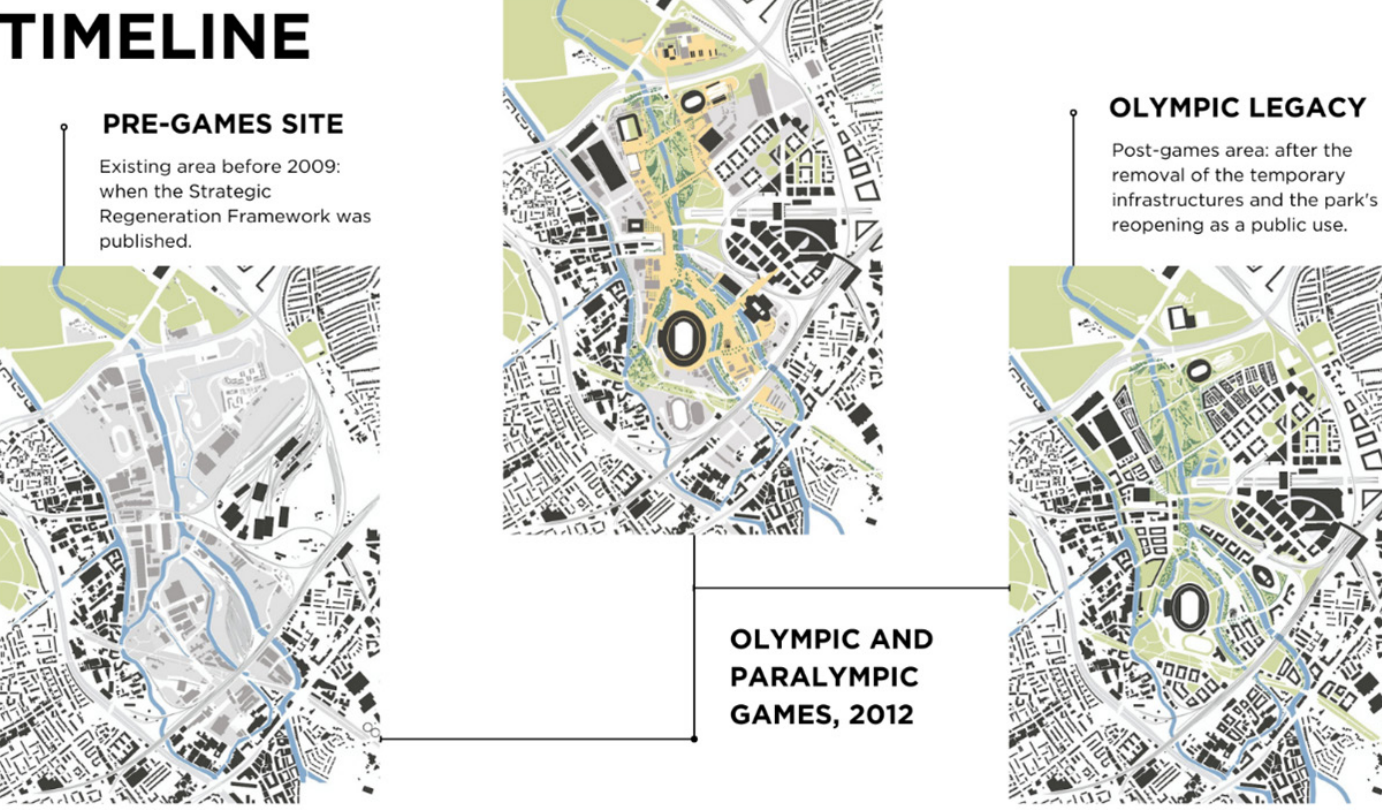 TIMELINE
PRE-GAMES SITE
Existing area before 2009:
when the Strategic
Regeneration Framework was
published.
OLYMPIC AND
PARALYMPIC
GAMES, 2012
OLYMPIC LEGACY
Post-games area: after the
removal of the temporary
infrastructures and the park's
reopening as a public use.